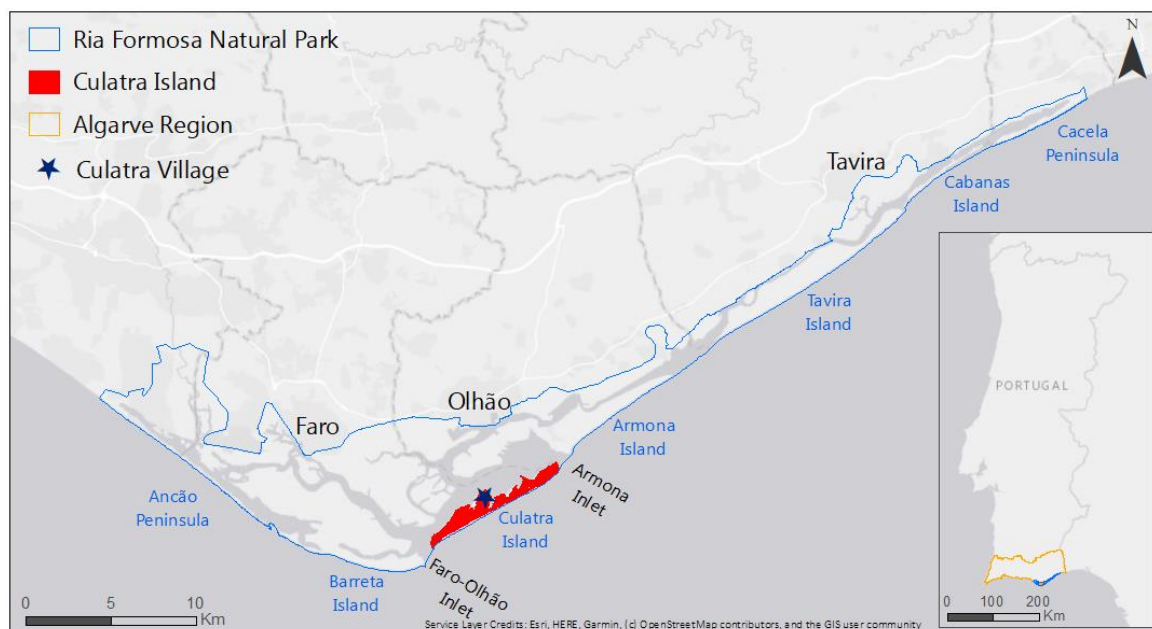 Ria Formosa Natural Park
Culatra Island
Algarve Region
Culatra Village
N
Cacela
Peninsula
Tavira
Cabanas
Island
Tavira
Island
PORTUGAL
Olhão
Faro
Armona
Island
Armona
Inlet
Ancão
Peninsula
Culatra
Island
Faro-Olhão
Inlet
Barreta
Island
0 5 10
Km
0 100 200
Km
Service Layer Credits: Esri, HERE, Garmin, (c) OpenStreetMap contributors, and the GIS user community